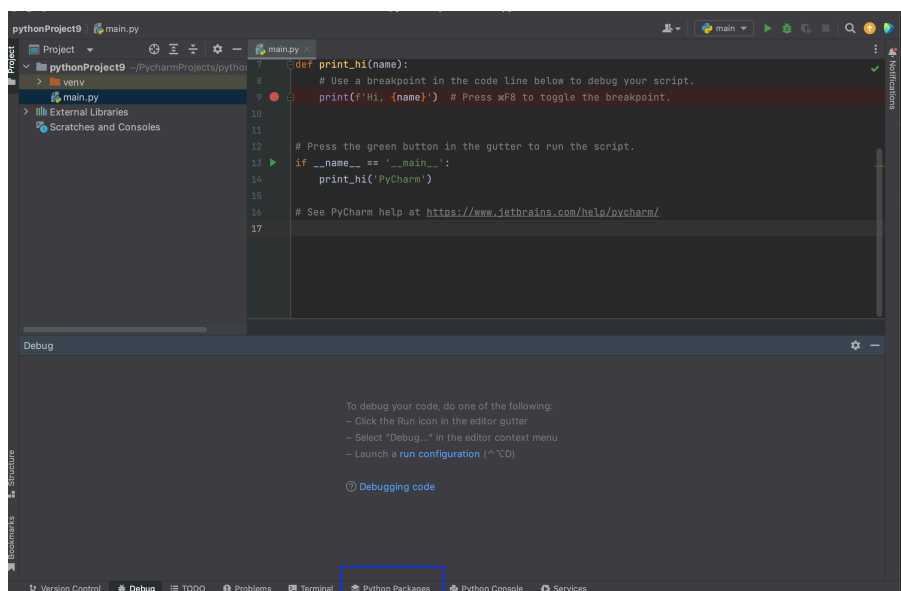 pythonProject9 main.py
main
Project
main.py
Project
pythonProject9 ~/PycharmProjects/pytho
venv
main.py
External Libraries
Scratches and Consoles
7 def print_hi(name):
8 # Use a breakpoint in the code line below to debug your script.
9 print(f'Hi, {name}') # Press ⌘F8 to toggle the breakpoint.
10
11
12 # Press the green button in the gutter to run the script.
13 if __name__ == '__main__':
14 print_hi('PyCharm')
15
16 # See PyCharm help at https://www.jetbrains.com/help/pycharm/
17
Notifications
Debug
To debug your code, do one of the following:
– Click the Run icon in the editor gutter
– Select "Debug..." in the editor context menu
– Launch a run configuration (^⌥D)
? Debugging code
Structure
Bookmarks
Version Control Debug TODO Problems Terminal Python Packages Python Console Services